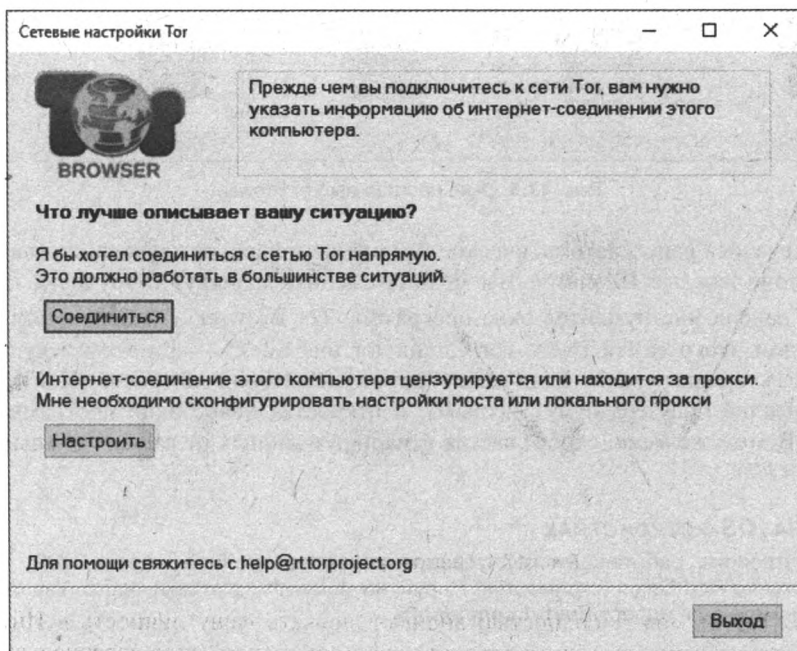 Сетевые настройки Tor
Прежде чем вы подключитесь к сети Tor, вам нужно
указать информацию об интернет-соединении этого
компьютера.
Tor
BROWSER
Что лучше описывает вашу ситуацию?
Я бы хотел соединиться с сетью Tor напрямую.
Это должно работать в большинстве ситуаций.
Соединиться
Интернет-соединение этого компьютера цензурируется или находится за прокси.
Мне необходимо сконфигурировать настройки моста или локального прокси
Настроить
Для помощи свяжитесь с help@rt.torproject.org
Выход